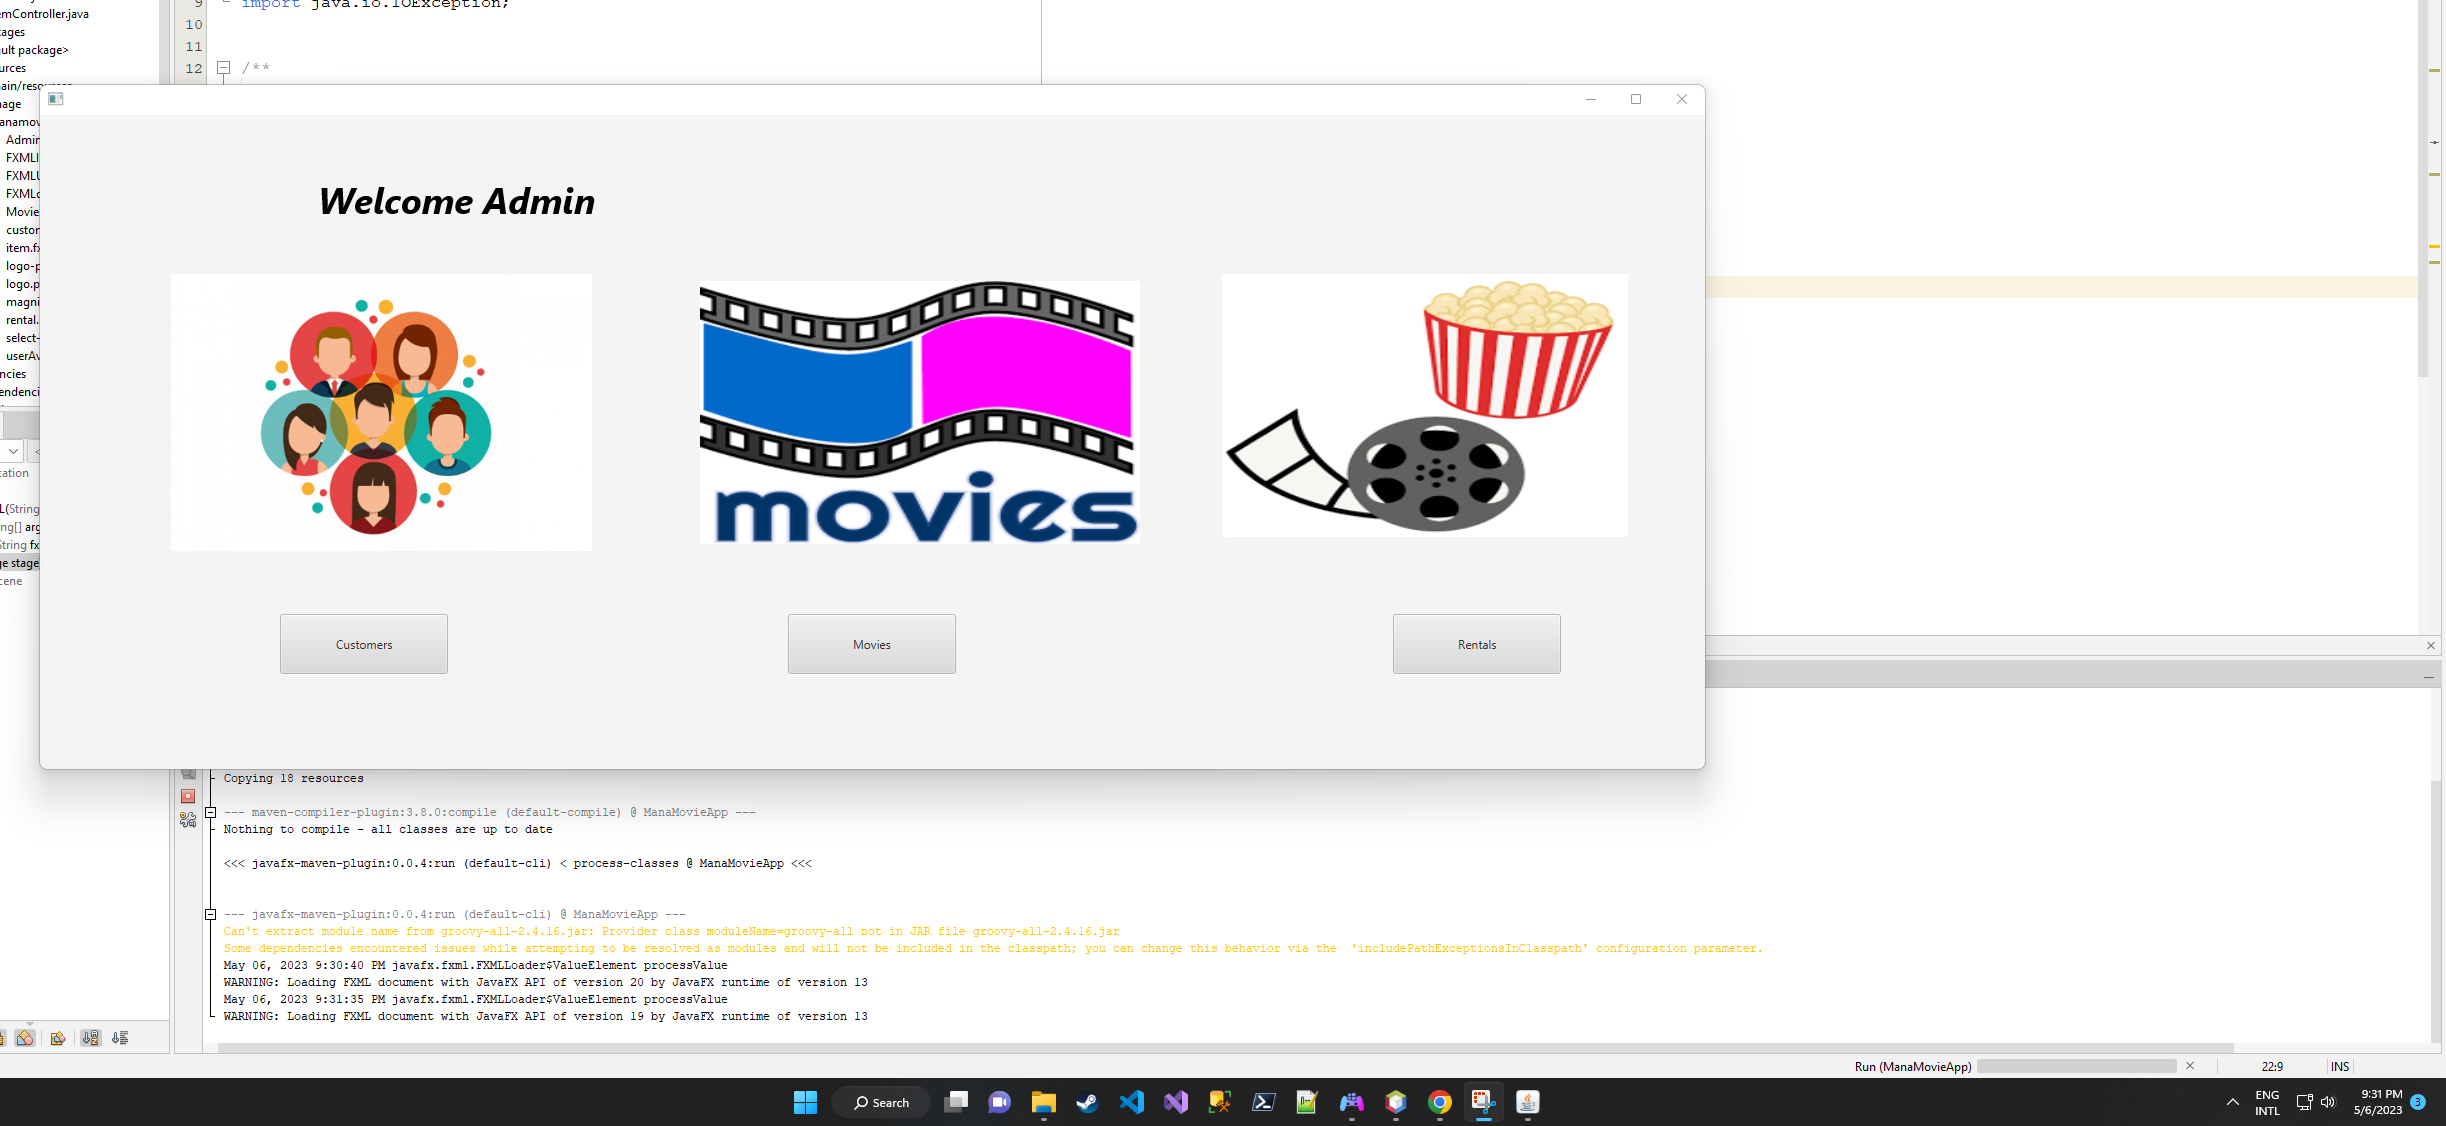 emController.java
ages
ult package>
urces
ain/resources
nage
anamov
Admin
FXMLI
FXMLU
FXMLc
Movie
custor
item.fx
logo-p
logo.p
magni
rental.
select-
userAv
ncies
endenci
cation
L(String
ng[] arg
String fx
ge stage
cene
9 import java.io.IOException;
10
11
12 /**
Welcome Admin
movies
Customers
Movies
Rentals
Copying 18 resources
--- maven-compiler-plugin:3.8.0:compile (default-compile) @ ManaMovieApp ---
Nothing to compile - all classes are up to date
<<< javafx-maven-plugin:0.0.4:run (default-cli) < process-classes @ ManaMovieApp <<<
--- javafx-maven-plugin:0.0.4:run (default-cli) @ ManaMovieApp ---
Can't extract module name from groovy-all-2.4.16.jar: Provider class moduleName=groovy-all not in JAR file groovy-all-2.4.16.jar
Some dependencies encountered issues while attempting to be resolved as modules and will not be included in the classpath; you can change this behavior via the  'includePathExceptionsInClasspath' configuration parameter.
May 06, 2023 9:30:40 PM javafx.fxml.FXMLLoader$ValueElement processValue
WARNING: Loading FXML document with JavaFX API of version 20 by JavaFX runtime of version 13
May 06, 2023 9:31:35 PM javafx.fxml.FXMLLoader$ValueElement processValue
WARNING: Loading FXML document with JavaFX API of version 19 by JavaFX runtime of version 13
Run (ManaMovieApp)
22:9
INS
Search
ENG
INTL
9:31 PM
5/6/2023
3